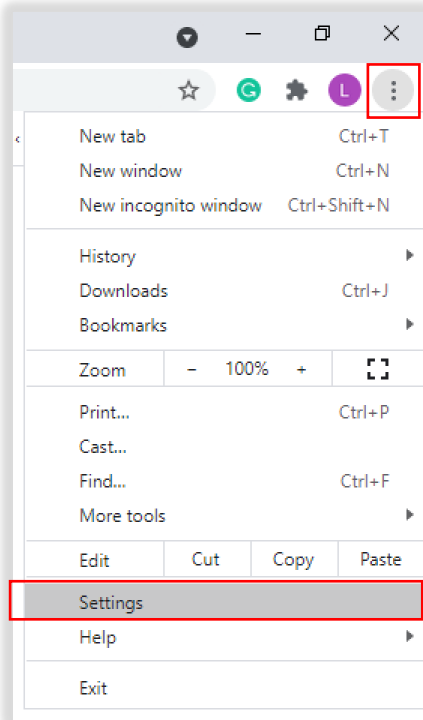 G L
New tab Ctrl+T
New window Ctrl+N
New incognito window Ctrl+Shift+N
History
Downloads Ctrl+J
Bookmarks
Zoom - 100% +
Print... Ctrl+P
Cast...
Find... Ctrl+F
More tools
Edit Cut Copy Paste
Settings
Help
Exit